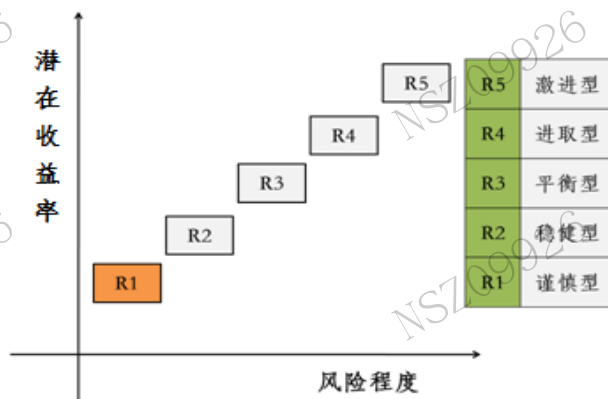 潜在收益率
R5
R4
R3
R2
R1
风险程度
R5 激进型
R4 进取型
R3 平衡型
R2 稳健型
R1 谨慎型
NSZ09926
NSZ09926